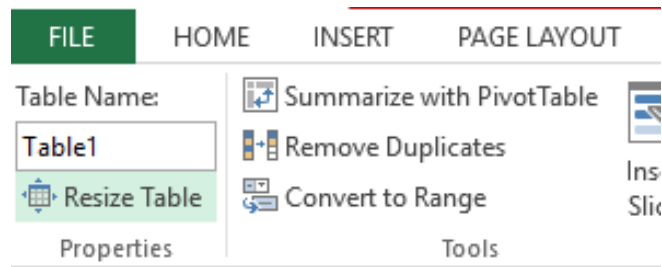 FILE HOME INSERT PAGE LAYOUT
Table Name:
Table1
Resize Table
Properties
Summarize with PivotTable
Remove Duplicates
Convert to Range
Tools